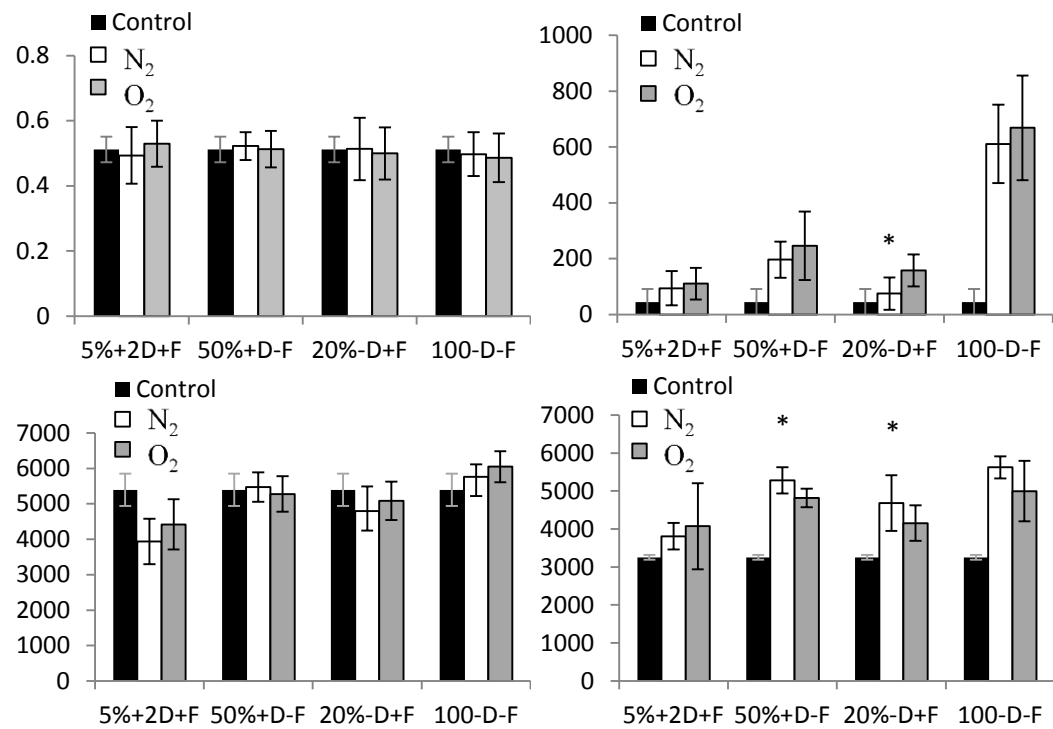 Control
N₂
O₂
0.8
0.6
0.4
0.2
0
5%+2D+F 50%+D-F 20%-D+F 100-D-F
Control
N₂
O₂
1000
800
600
400
200
0
*
5%+2D+F 50%+D-F 20%-D+F 100-D-F
Control
N₂
O₂
7000
6000
5000
4000
3000
2000
1000
0
5%+2D+F 50%+D-F 20%-D+F 100-D-F
Control
N₂
O₂
7000
6000
5000
4000
3000
2000
1000
0
* *
5%+2D+F 50%+D-F 20%-D+F 100-D-F